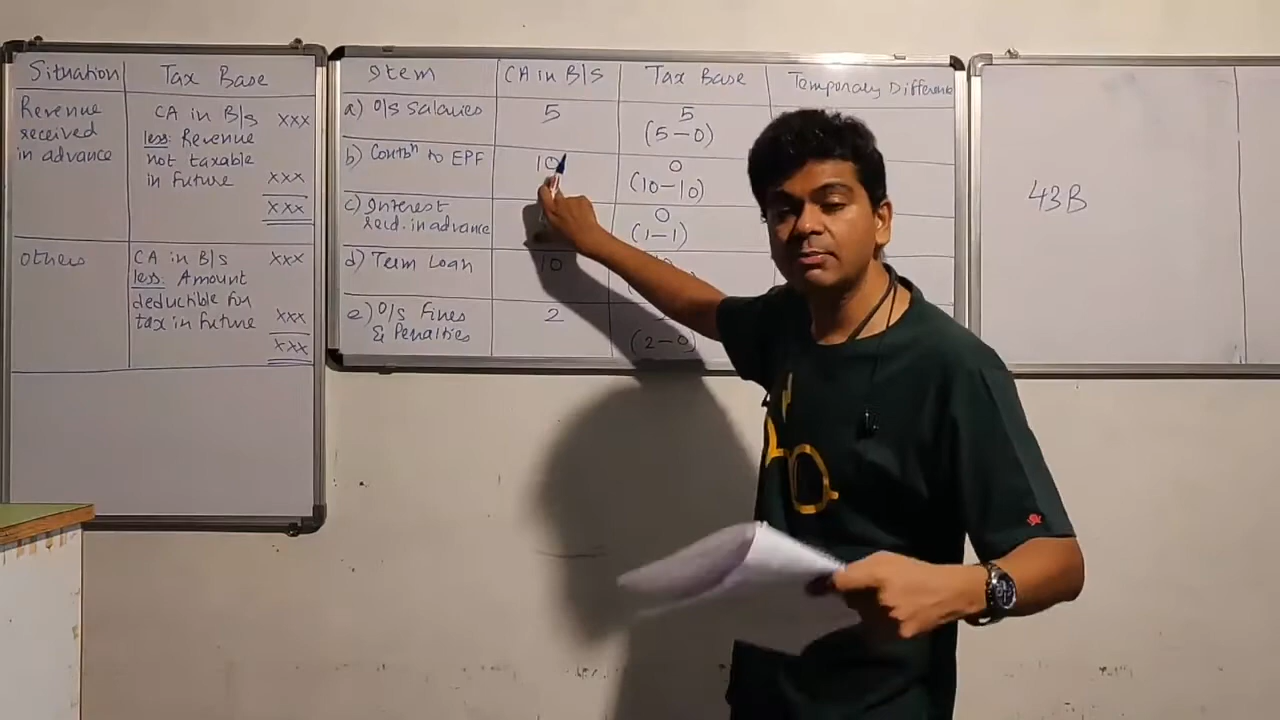 Situation
Tax Base
Revenue
received
in advance
CA in B/s
xxx
less: Revenue
not taxable
in future
xxx
xxx
others
CA in B/s
xxx
less: Amount
deductible for
tax in future
xxx
xxx
Item
CA in B/S
Tax Base
Temporary Differenc
a) O/s Salaries
5
5
(5-0)
b) Contbn to EPF
10
0
(10-10)
c) Interest
recd. in advance
0
(1-1)
d) Term Loan
10
e) O/s Fines
& Penalties
2
(2-0)
43B